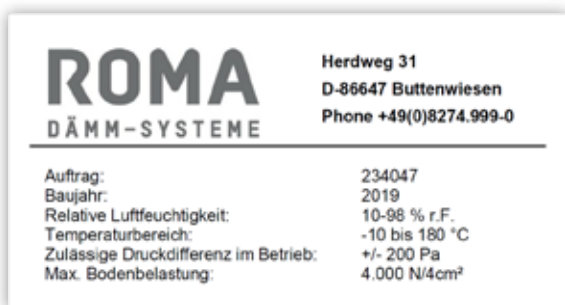 ROMA
DÄMM-SYSTEME
Herdweg 31
D-86647 Buttenwiesen
Phone +49(0)8274.999-0
Auftrag: 234047
Baujahr: 2019
Relative Luftfeuchtigkeit: 10-98 % r.F.
Temperaturbereich: -10 bis 180 °C
Zulässige Druckdifferenz im Betrieb: +/- 200 Pa
Max. Bodenbelastung: 4.000 N/4cm²